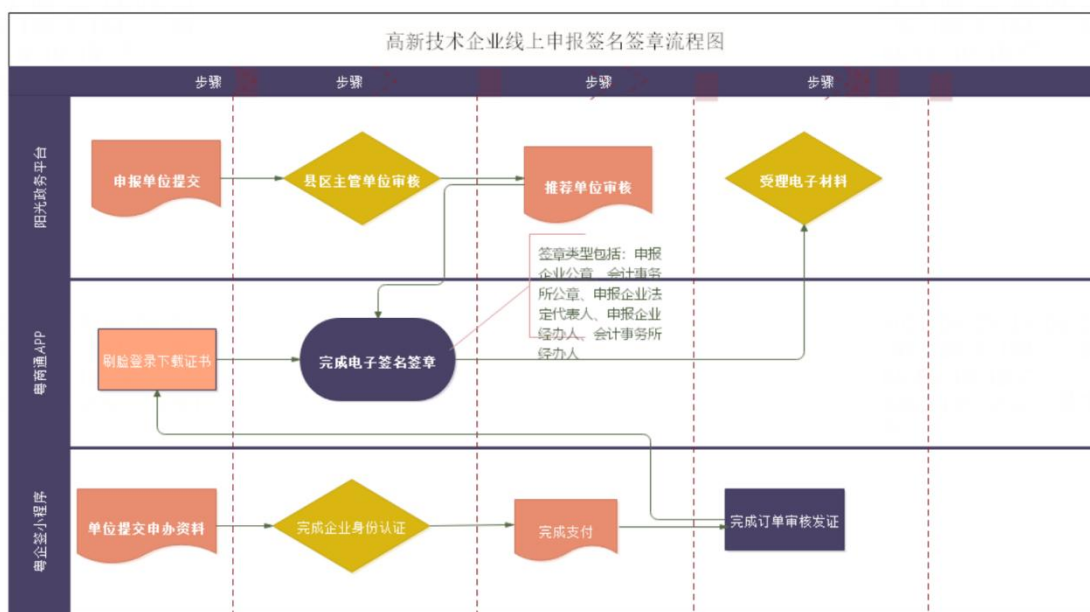 高新技术企业线上申报签名签章流程图
步骤 步骤 步骤 步骤
阳光政务平台
申报单位提交
县区主管单位审核
推荐单位审核
受理电子材料
签章类型包括：申报
企业公章、会计事务
所公章、申报企业法
定代表人、申报企业
经办人、会计事务所
经办人
粤商通APP
刷脸登录下载证书
完成电子签名签章
粤企签小程序
单位提交申办资料
完成企业身份认证
完成支付
完成订单审核发证